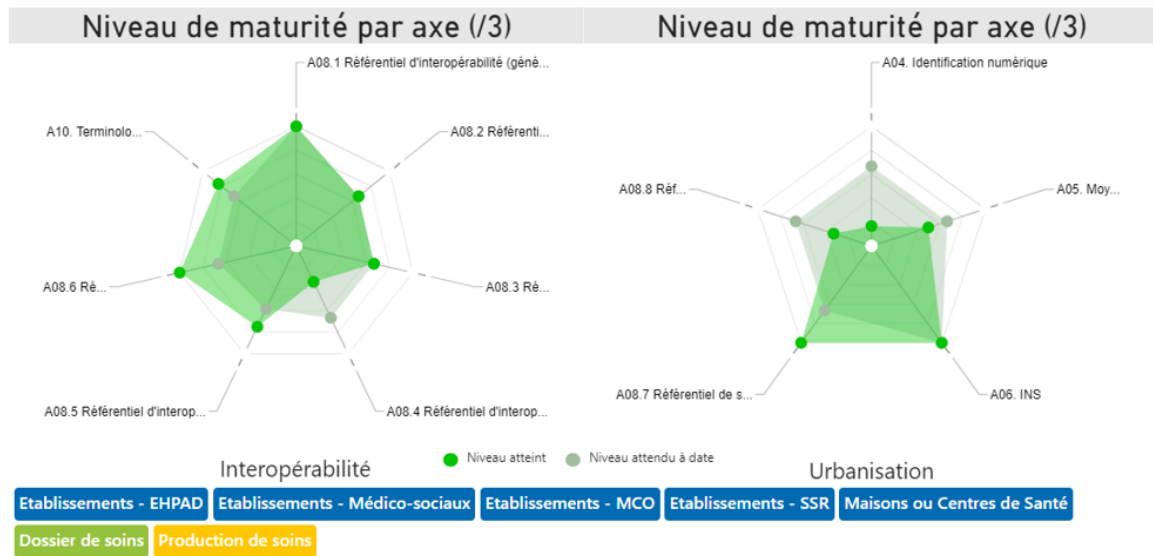 Niveau de maturité par axe (/3)
Niveau de maturité par axe (/3)
A08.1 Référentiel d'interopérabilité (géné...
A10. Terminolo...
A08.2 Référenti...
A08.6 Ré...
A08.3 Ré...
A08.5 Référentiel d'interop...
A08.4 Référentiel d'interop...
A04. Identification numérique
A08.8 Réf...
A05. Moy...
A08.7 Référentiel de s...
A06. INS
Niveau atteint
Niveau attendu à date
Interopérabilité
Urbanisation
Etablissements - EHPAD
Etablissements - Médico-sociaux
Etablissements - MCO
Etablissements - SSR
Maisons ou Centres de Santé
Dossier de soins
Production de soins